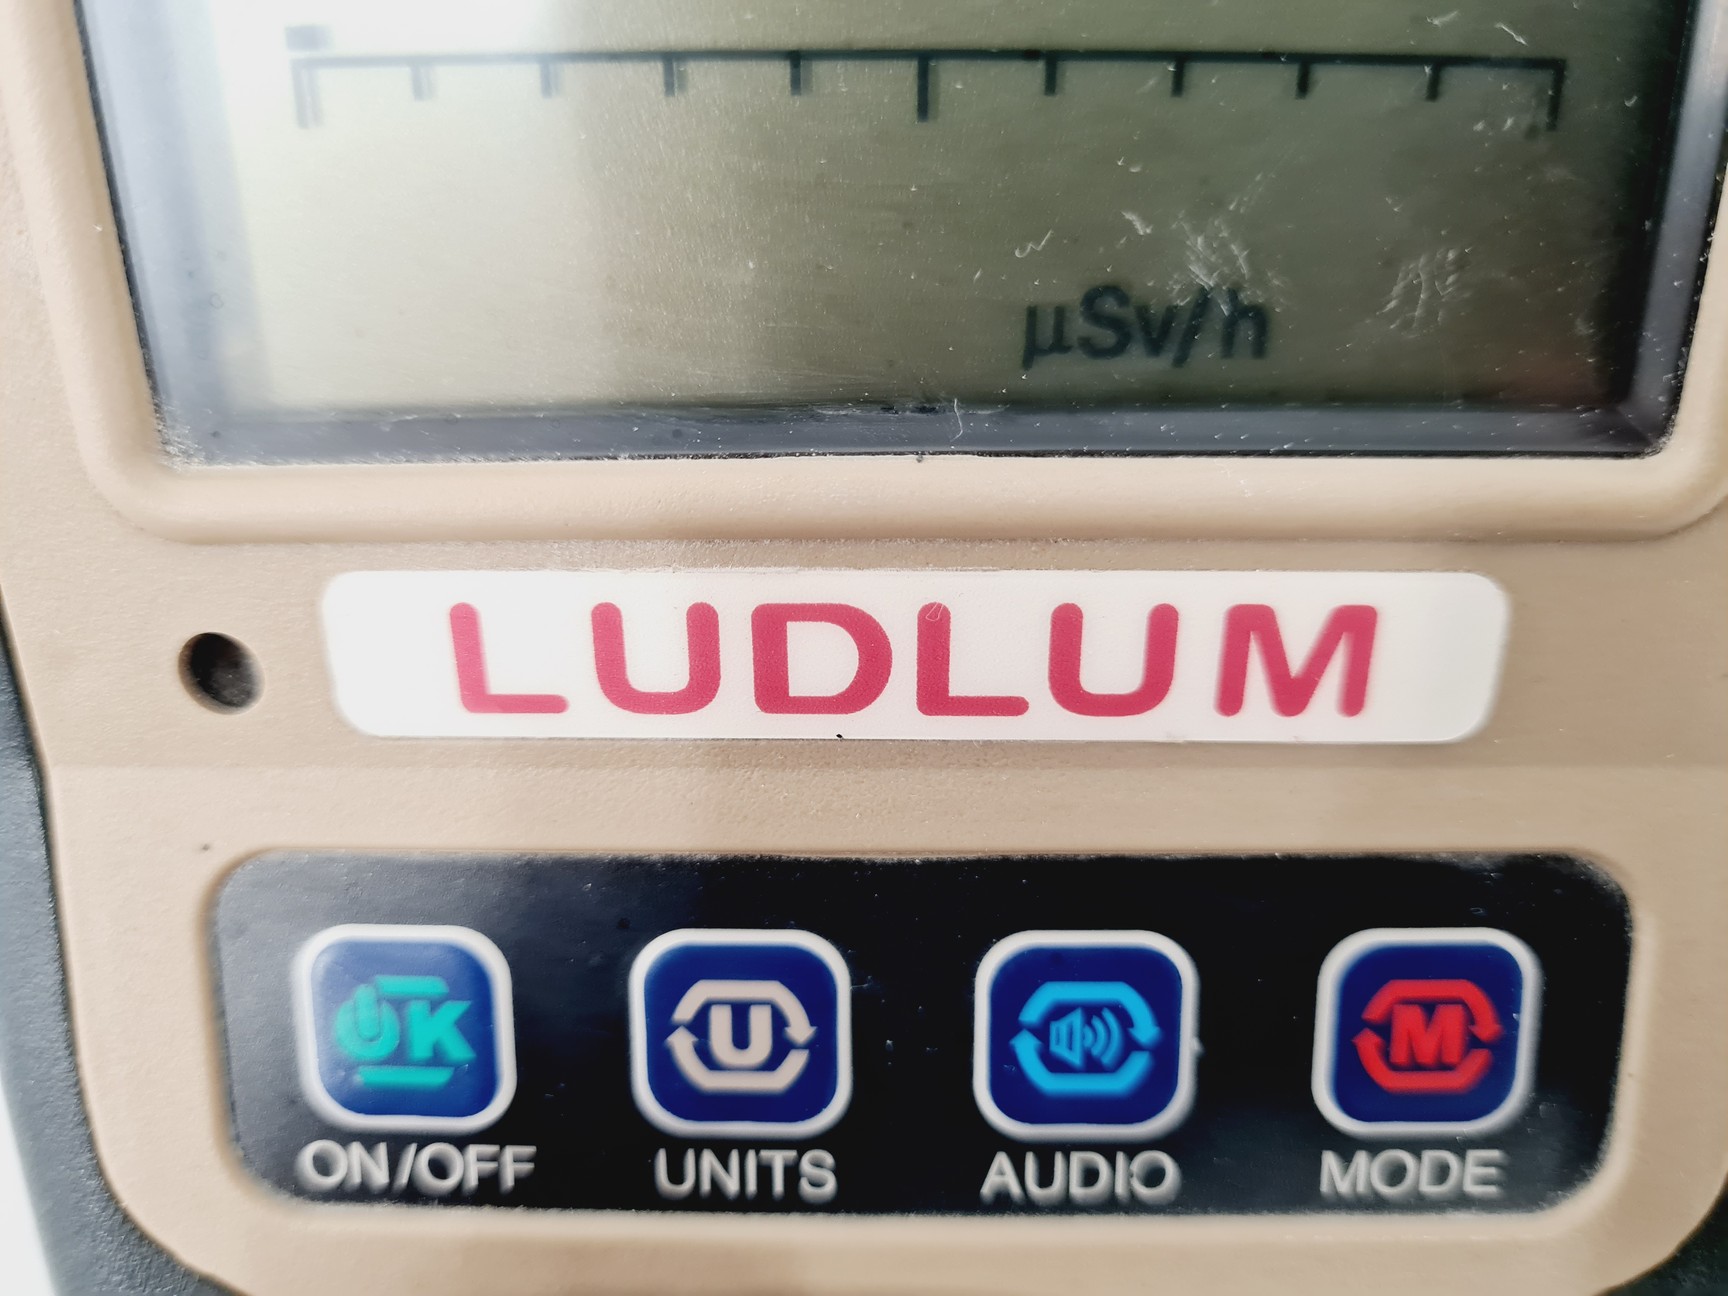 µSv/h
LUDLUM
OK U M
ON/OFF UNITS AUDIO MODE